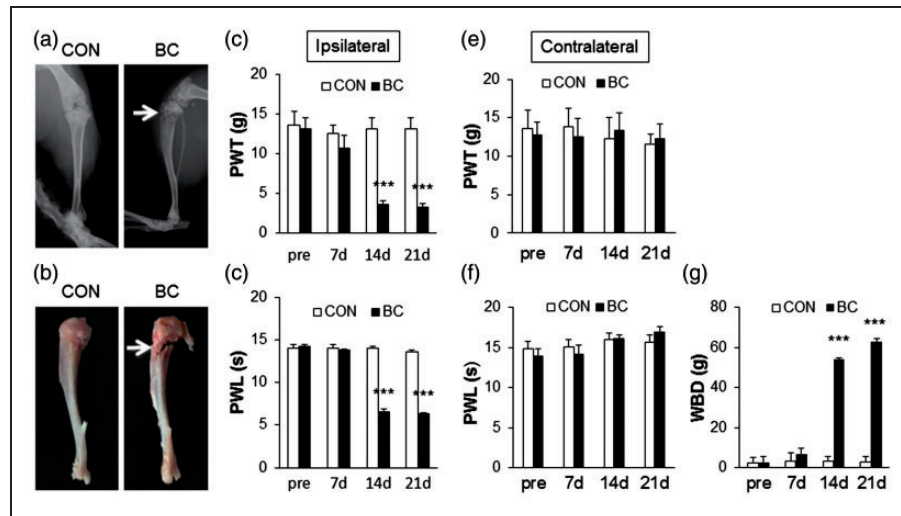 (a)
CON
BC
(b)
CON
BC
(c)
Ipsilateral
CON
BC
PWT (g)
20
15
10
5
0
***
***
pre
7d
14d
21d
(c)
CON
BC
PWL (s)
20
15
10
5
0
***
***
pre
7d
14d
21d
(e)
Contralateral
CON
BC
PWT (g)
20
15
10
5
0
pre
7d
14d
21d
(f)
CON
BC
PWL (s)
20
15
10
5
0
pre
7d
14d
21d
(g)
CON
BC
WBD (g)
80
60
40
20
0
***
***
pre
7d
14d
21d